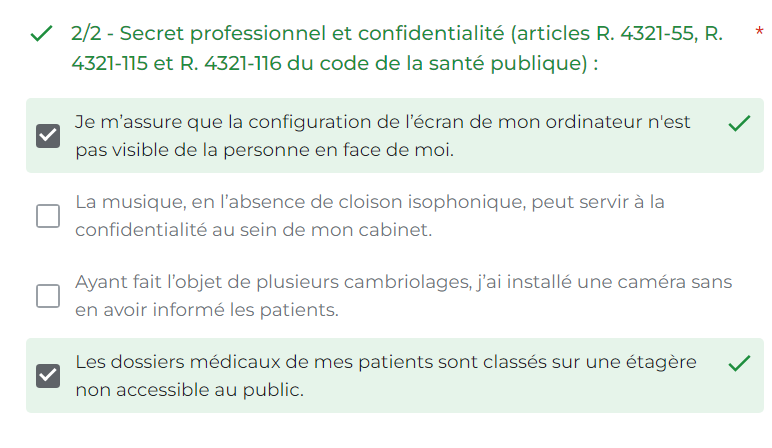 2/2 - Secret professionnel et confidentialité (articles R. 4321-55, R. *
4321-115 et R. 4321-116 du code de la santé publique) :
Je m’assure que la configuration de l’écran de mon ordinateur n'est
pas visible de la personne en face de moi.
La musique, en l’absence de cloison isophonique, peut servir à la
confidentialité au sein de mon cabinet.
Ayant fait l’objet de plusieurs cambriolages, j’ai installé une caméra sans
en avoir informé les patients.
Les dossiers médicaux de mes patients sont classés sur une étagère
non accessible au public.